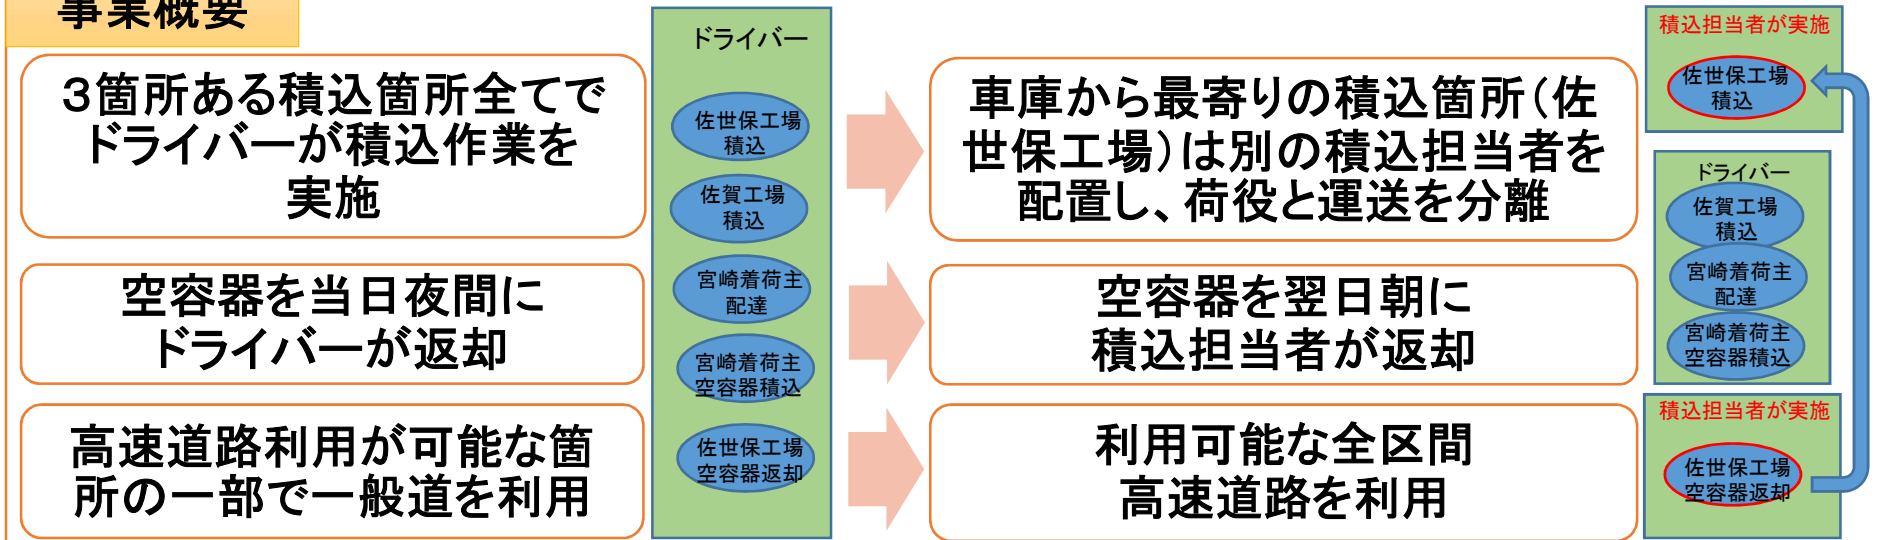 事業概要
３箇所ある積込箇所全てで
ドライバーが積込作業を
実施
空容器を当日夜間に
ドライバーが返却
高速道路利用が可能な箇
所の一部で一般道を利用
ドライバー
佐世保工場
積込
佐賀工場
積込
宮崎着荷主
配達
宮崎着荷主
空容器積込
佐世保工場
空容器返却
車庫から最寄りの積込箇所（佐
世保工場）は別の積込担当者を
配置し、荷役と運送を分離
空容器を翌日朝に
積込担当者が返却
利用可能な全区間
高速道路を利用
積込担当者が実施
佐世保工場
積込
ドライバー
佐賀工場
積込
宮崎着荷主
配達
宮崎着荷主
空容器積込
積込担当者が実施
佐世保工場
空容器返却